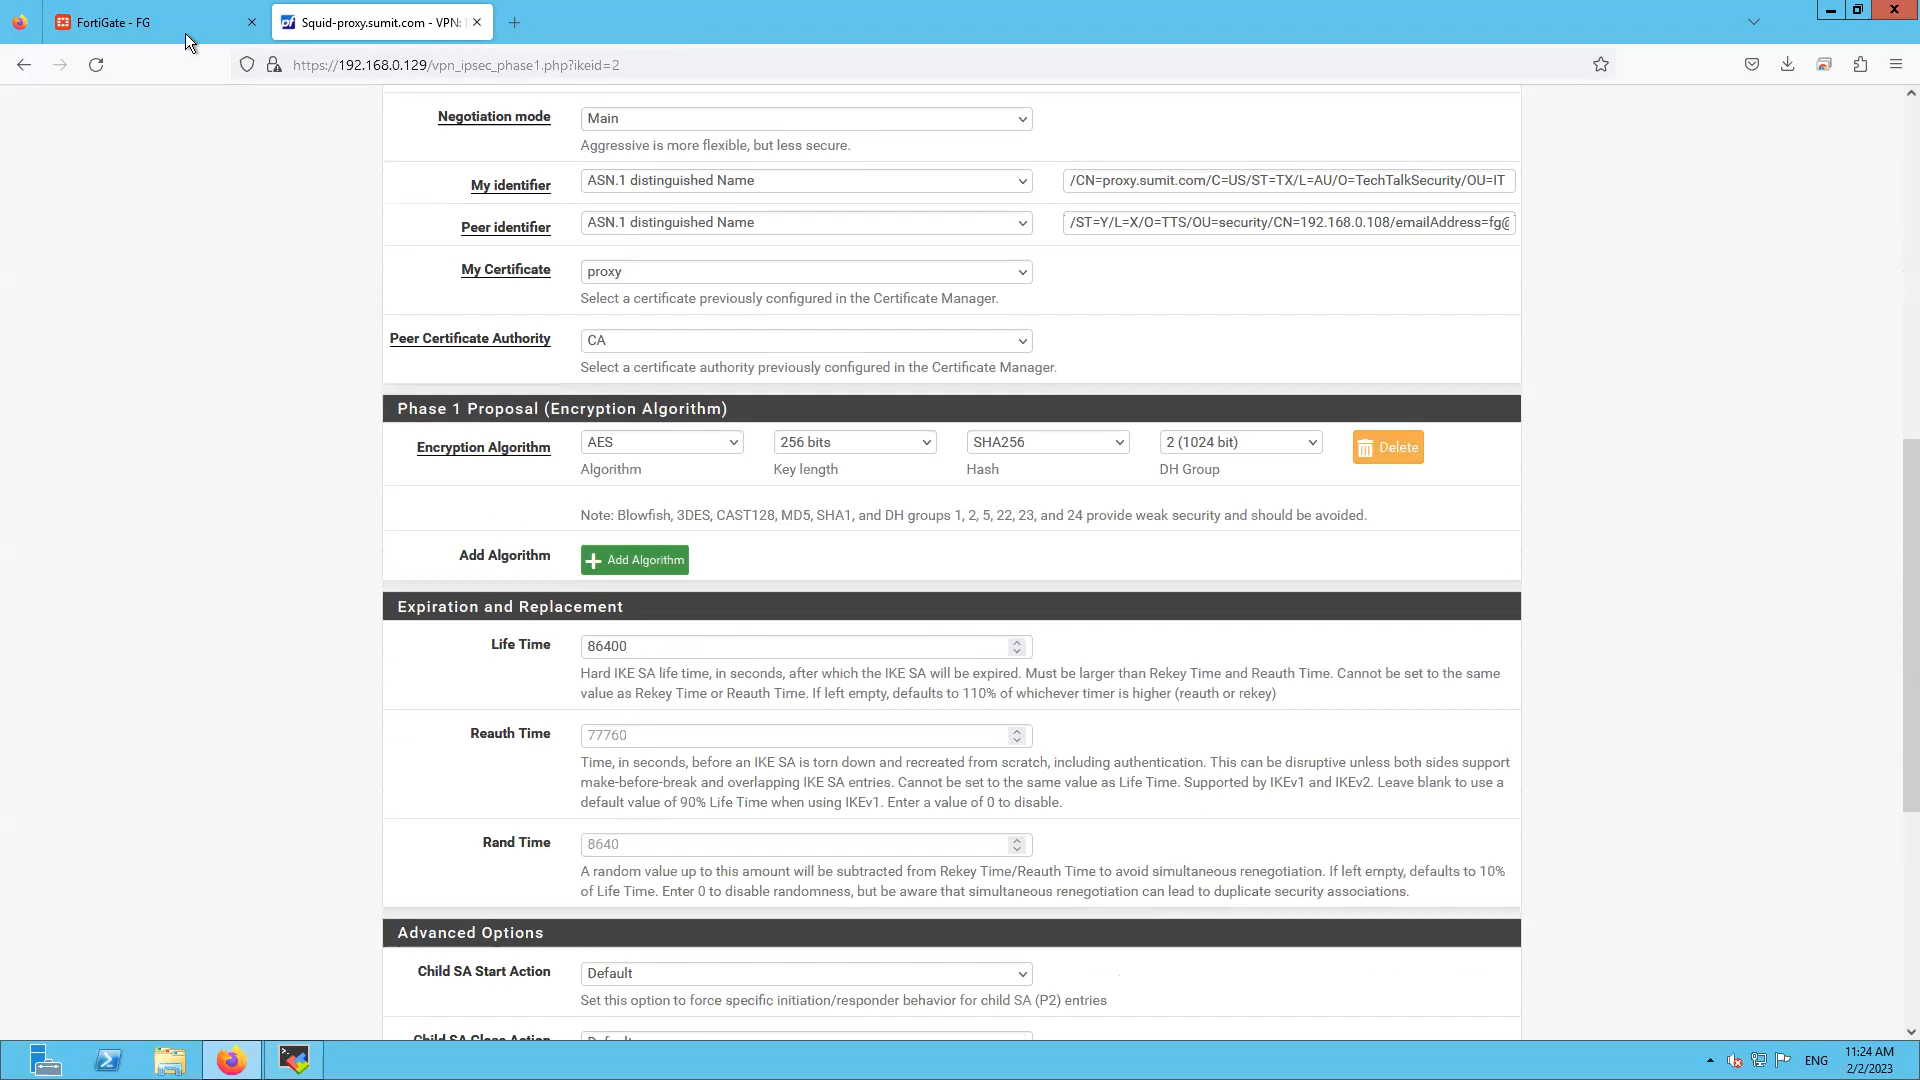 FortiGate - FG
Squid-proxy.sumit.com - VPN:
https://192.168.0.129/vpn_ipsec_phase1.php?ikeid=2
Negotiation mode
Main
Aggressive is more flexible, but less secure.
My identifier
ASN.1 distinguished Name
/CN=proxy.sumit.com/C=US/ST=TX/L=AU/O=TechTalkSecurity/OU=IT
Peer identifier
ASN.1 distinguished Name
/ST=Y/L=X/O=TTS/OU=security/CN=192.168.0.108/emailAddress=fg@
My Certificate
proxy
Select a certificate previously configured in the Certificate Manager.
Peer Certificate Authority
CA
Select a certificate authority previously configured in the Certificate Manager.
Phase 1 Proposal (Encryption Algorithm)
Encryption Algorithm
AES
256 bits
SHA256
2 (1024 bit)
Delete
Algorithm
Key length
Hash
DH Group
Note: Blowfish, 3DES, CAST128, MD5, SHA1, and DH groups 1, 2, 5, 22, 23, and 24 provide weak security and should be avoided.
Add Algorithm
Add Algorithm
Expiration and Replacement
Life Time
86400
Hard IKE SA life time, in seconds, after which the IKE SA will be expired. Must be larger than Rekey Time and Reauth Time. Cannot be set to the same
value as Rekey Time or Reauth Time. If left empty, defaults to 110% of whichever timer is higher (reauth or rekey)
Reauth Time
77760
Time, in seconds, before an IKE SA is torn down and recreated from scratch, including authentication. This can be disruptive unless both sides support
make-before-break and overlapping IKE SA entries. Cannot be set to the same value as Life Time. Supported by IKEv1 and IKEv2. Leave blank to use a
default value of 90% Life Time when using IKEv1. Enter a value of 0 to disable.
Rand Time
8640
A random value up to this amount will be subtracted from Rekey Time/Reauth Time to avoid simultaneous renegotiation. If left empty, defaults to 10%
of Life Time. Enter 0 to disable randomness, but be aware that simultaneous renegotiation can lead to duplicate security associations.
Advanced Options
Child SA Start Action
Default
Set this option to force specific initiation/responder behavior for child SA (P2) entries
Child SA Close Action
Default
ENG
11:24 AM
2/2/2023